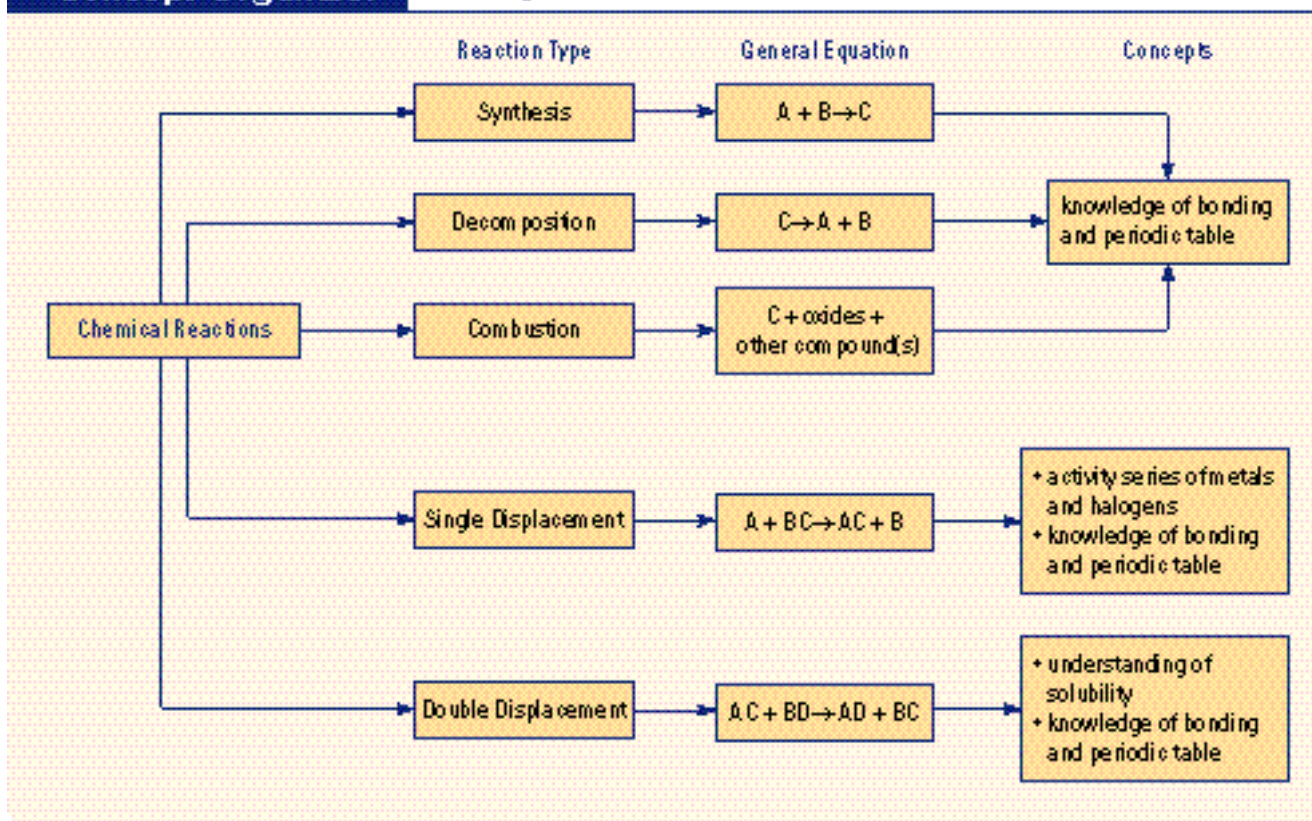 Reaction Type
General Equation
Concepts
Synthesis
A + B→C
Decomposition
C→A + B
knowledge of bonding
and periodic table
Chemical Reactions
Combustion
C + oxides +
other compound(s)
Single Displacement
A + BC→AC + B
• activity series of metals
and halogens
• knowledge of bonding
and periodic table
Double Displacement
AC + BD→AD + BC
• understanding of
solubility
• knowledge of bonding
and periodic table